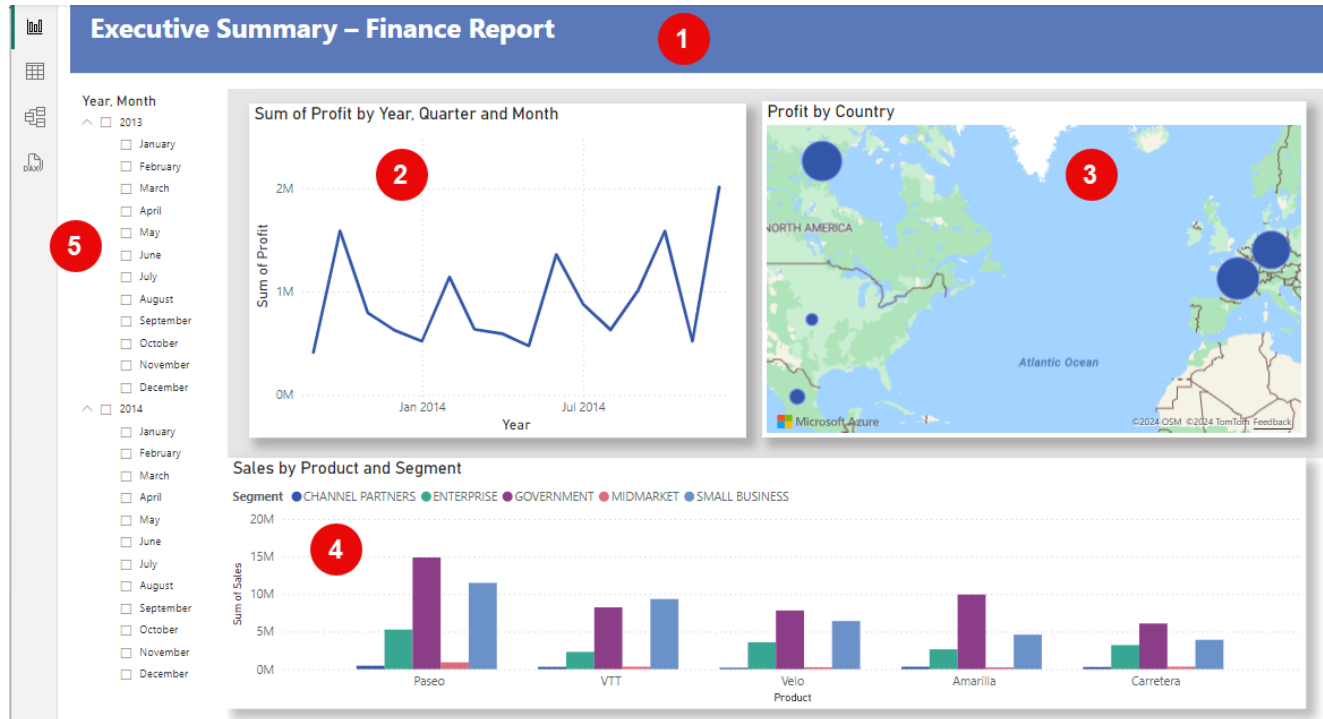 Executive Summary – Finance Report
1
Year, Month
2013
January
February
March
April
May
June
July
August
September
October
November
December
2014
January
February
March
April
May
June
July
August
September
October
November
December
5
DAX
Sum of Profit by Year, Quarter and Month
2
Sum of Profit
2M
1M
0M
Jan 2014
Jul 2014
Year
Profit by Country
3
NORTH AMERICA
Atlantic Ocean
Microsoft Azure
©2024 OSM ©2024 TomTom Feedback
Sales by Product and Segment
Segment CHANNEL PARTNERS ENTERPRISE GOVERNMENT MIDMARKET SMALL BUSINESS
4
Sum of Sales
20M
15M
10M
5M
0M
Paseo
VTT
Velo
Amarilla
Carretera
Product